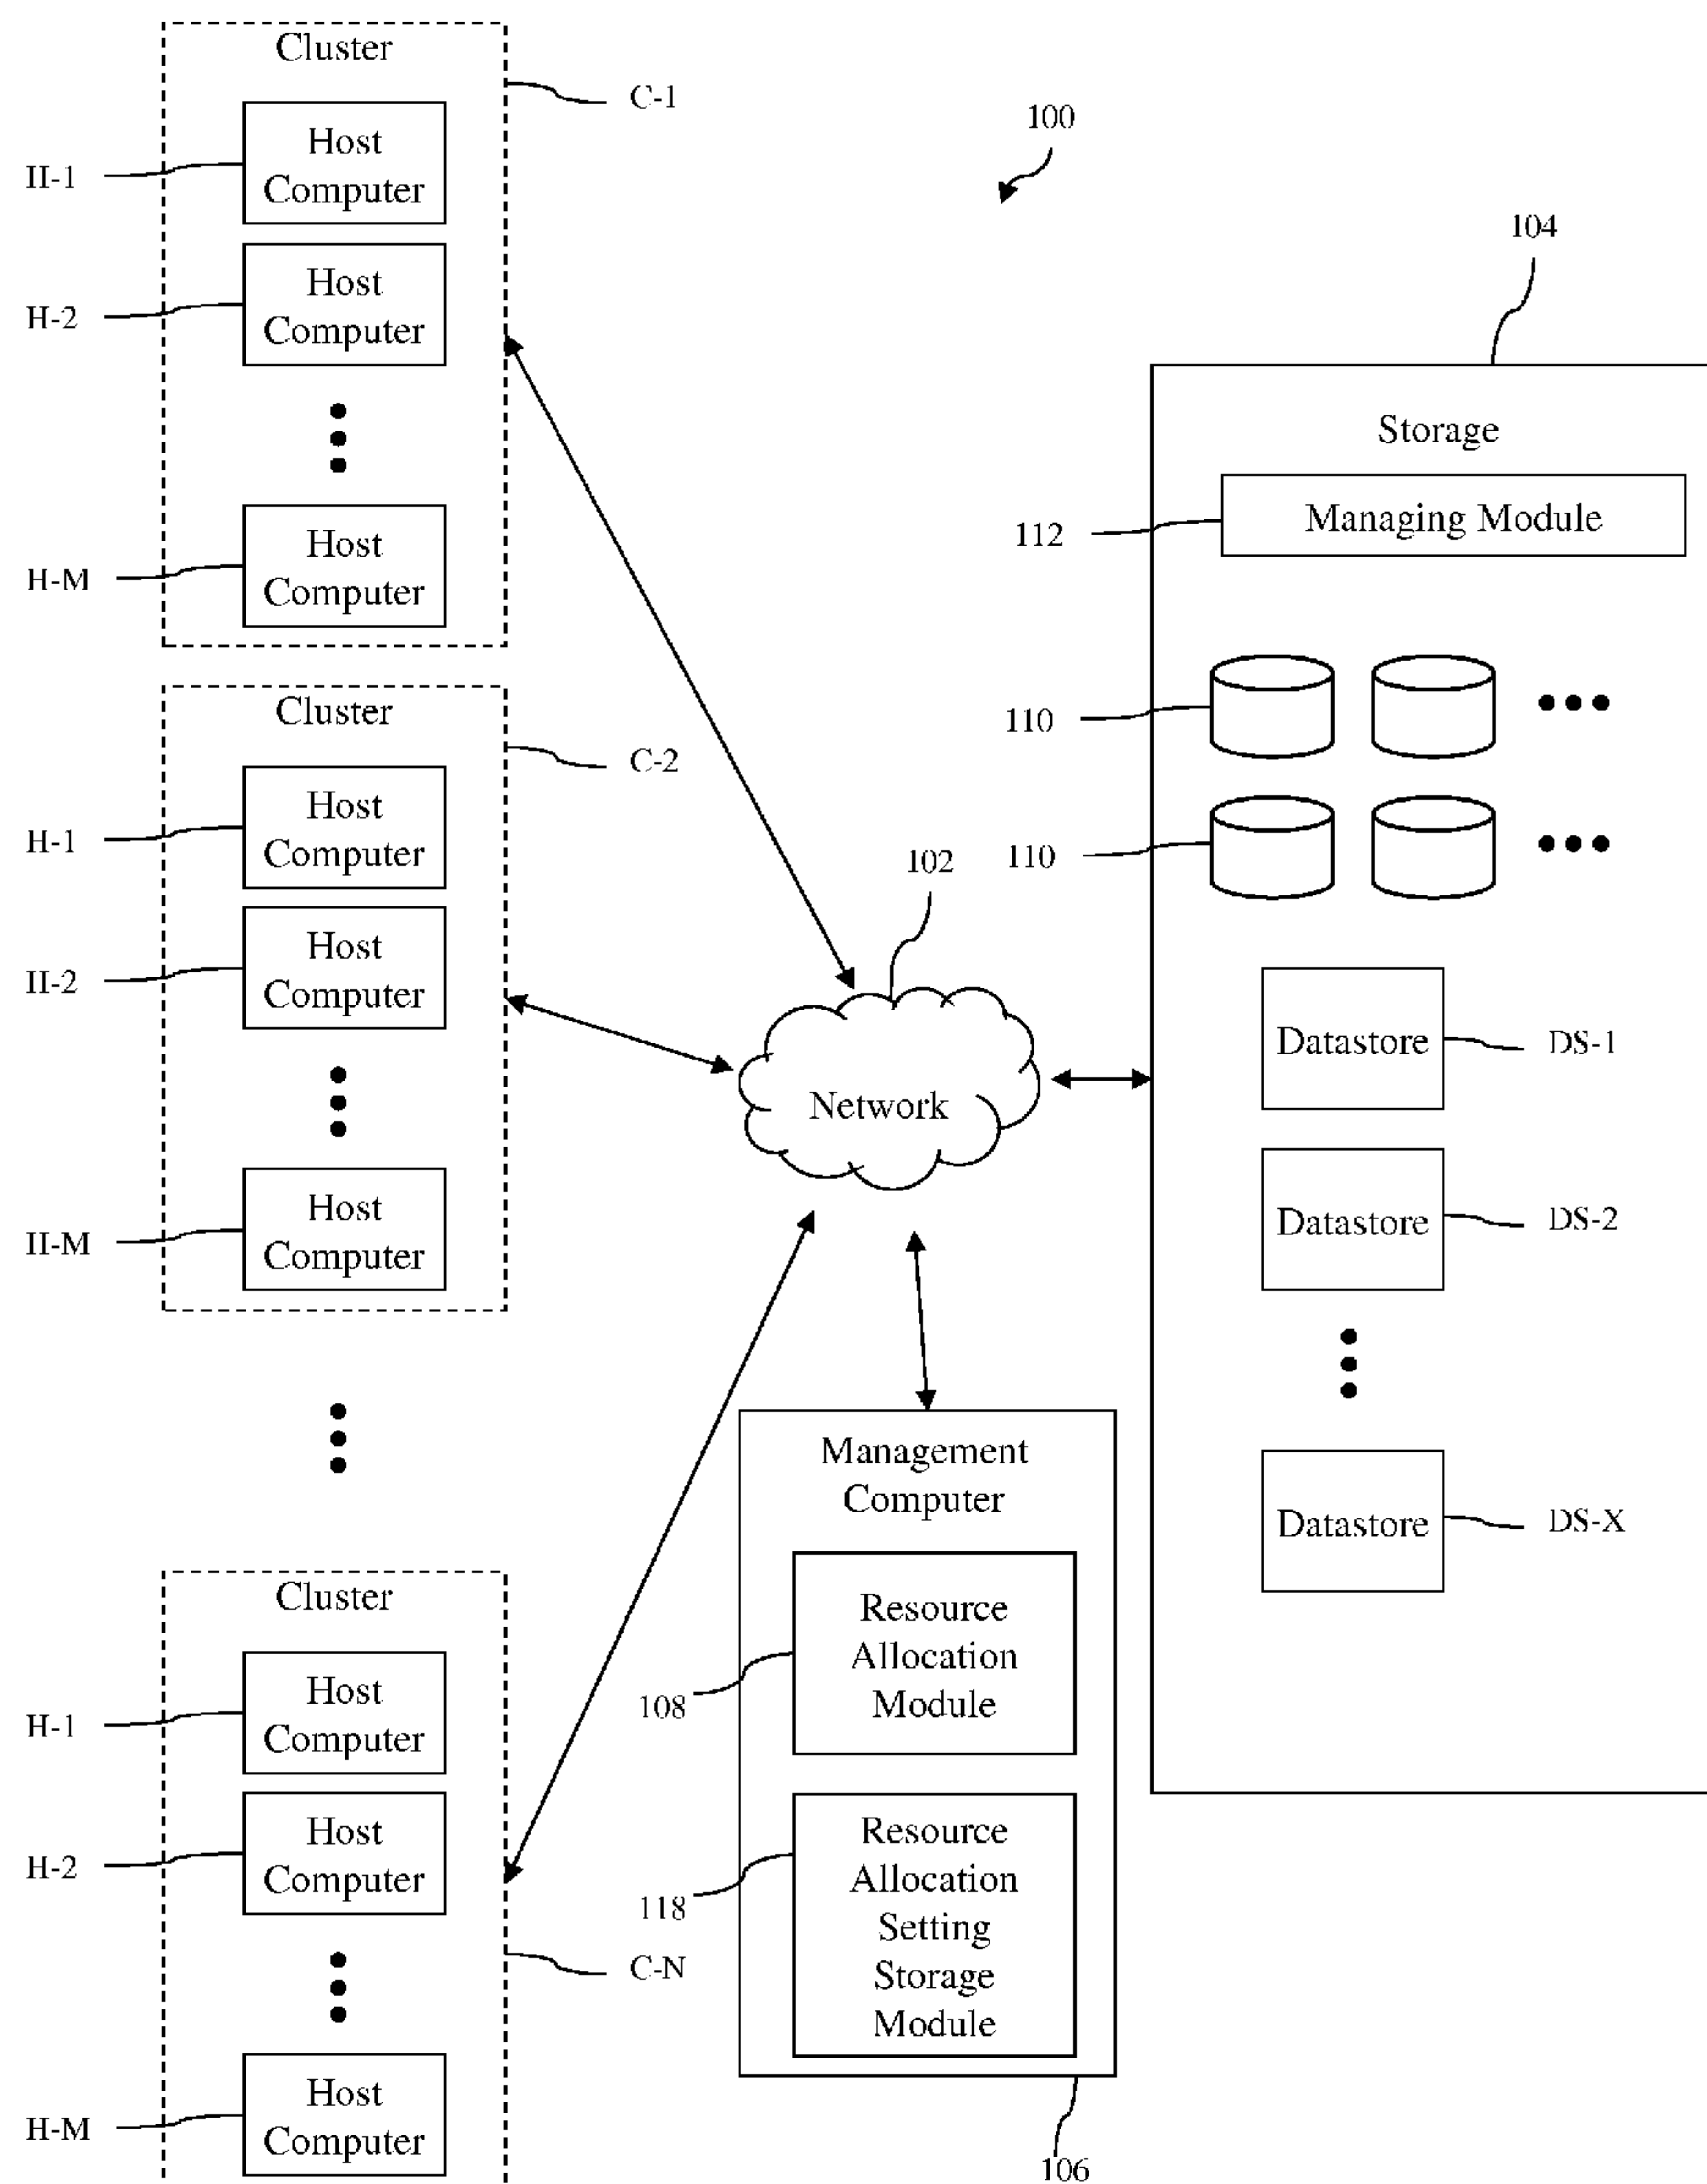 Cluster
C-1
Host
Computer
II-1
Host
Computer
H-2
Host
Computer
H-M
100
104
Storage
Managing Module
112
110
110
Cluster
C-2
Host
Computer
H-1
Host
Computer
II-2
Host
Computer
II-M
102
Network
Datastore
DS-1
Datastore
DS-2
Datastore
DS-X
Management
Computer
Resource
Allocation
Module
108
Resource
Allocation
Setting
Storage
Module
118
106
Cluster
Host
Computer
H-1
Host
Computer
H-2
C-N
Host
Computer
H-M